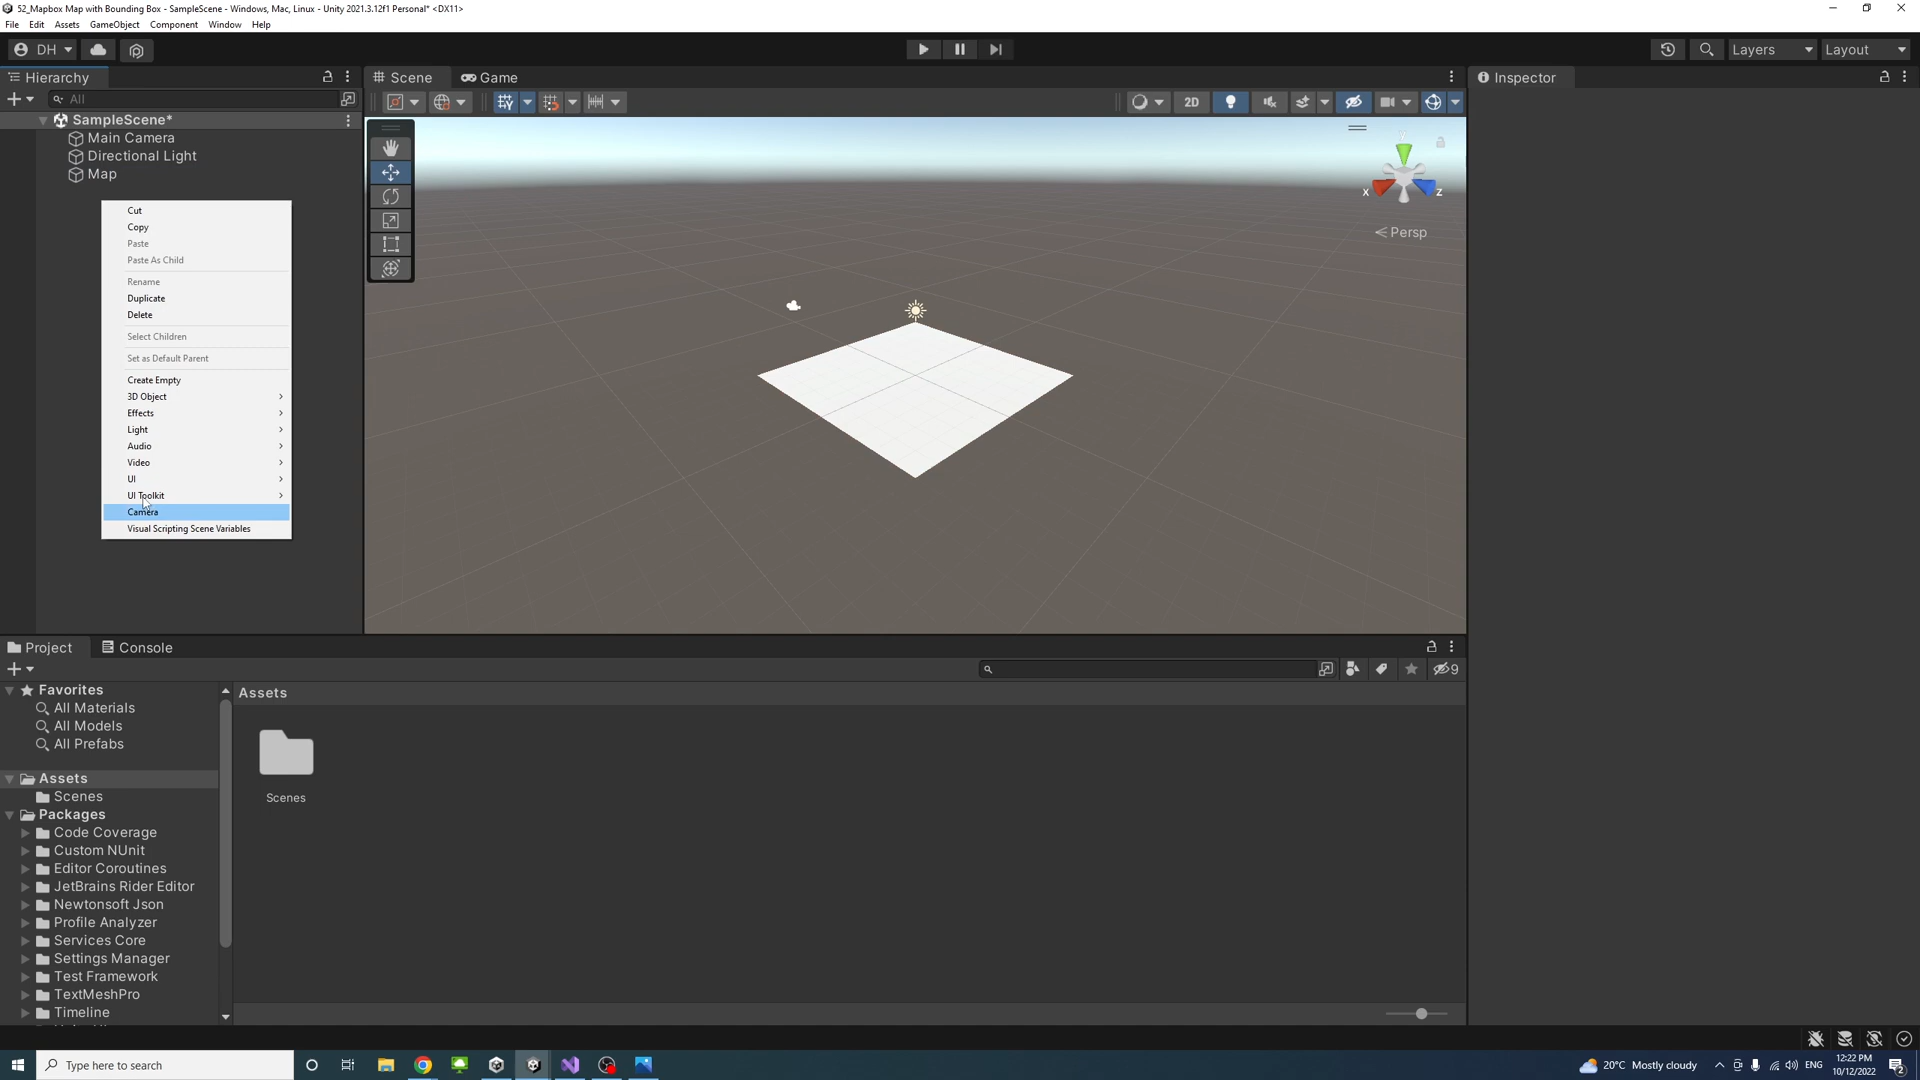 52_Mapbox Map with Bounding Box - SampleScene - Windows, Mac, Linux - Unity 2021.3.12f1 Personal* <DX11>
File Edit Assets GameObject Component Window Help
DH Layers Layout
Hierarchy Scene Game Inspector
All 2D
SampleScene*
Main Camera
Directional Light
Map
Y
X Z
Persp
Cut
Copy
Paste
Paste As Child
Rename
Duplicate
Delete
Select Children
Set as Default Parent
Create Empty
3D Object
Effects
Light
Audio
Video
UI
UI Toolkit
Camera
Visual Scripting Scene Variables
Project Console
9
Favorites
All Materials
All Models
All Prefabs
Assets
Scenes
Packages
Code Coverage
Custom NUnit
Editor Coroutines
JetBrains Rider Editor
Newtonsoft Json
Profile Analyzer
Services Core
Settings Manager
Test Framework
TextMeshPro
Timeline
Assets
Scenes
Type here to search
20°C Mostly cloudy
ENG
12:22 PM
10/12/2022
2